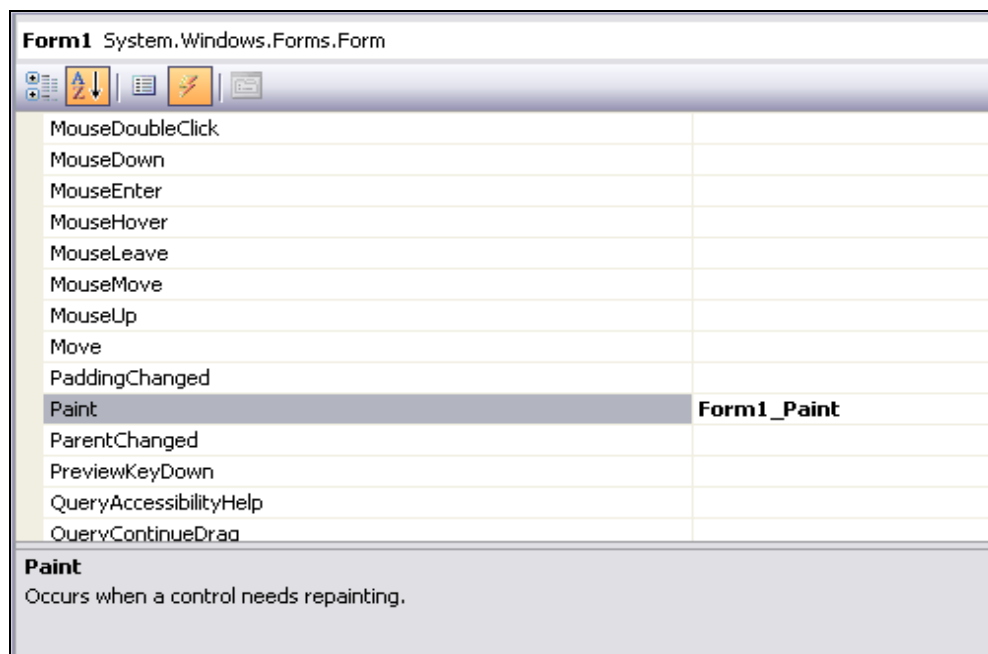 Form1 System.Windows.Forms.Form
MouseDoubleClick
MouseDown
MouseEnter
MouseHover
MouseLeave
MouseMove
MouseUp
Move
PaddingChanged
Paint Form1_Paint
ParentChanged
PreviewKeyDown
QueryAccessibilityHelp
QueryContinueDrag
Paint
Occurs when a control needs repainting.